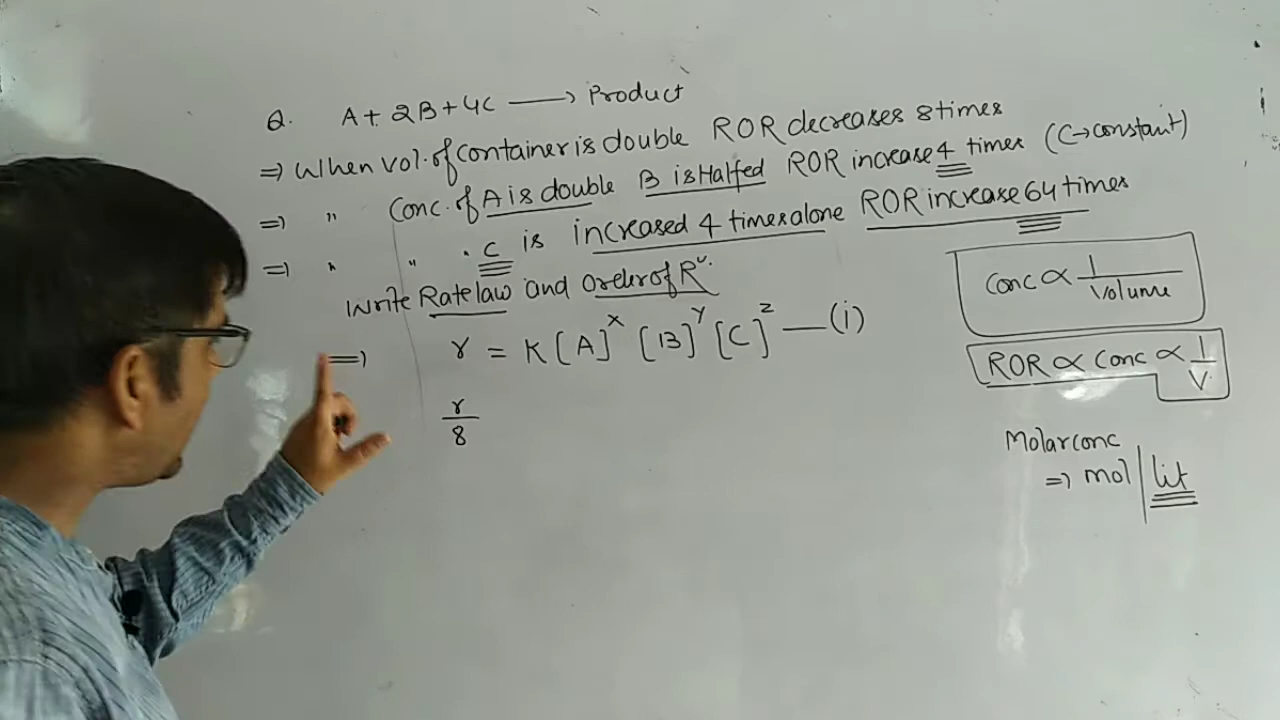 Q. A + 2B + 4C ⟶ Product
⇒ When vol. of container is double ROR decreases 8 times
⇒ " Conc. of A is double B is Halfed ROR increase 4 times (C→constant)
⇒ " " . C is increased 4 times alone ROR increase 64 times
Write Rate law and order of Rⁿ.
⇒ r = K [A]^x [B]^y [C]^z — (i)
r/8
Conc ∝ 1/Volume
ROR ∝ Conc ∝ 1/V.
Molar conc
⇒ mol / lit